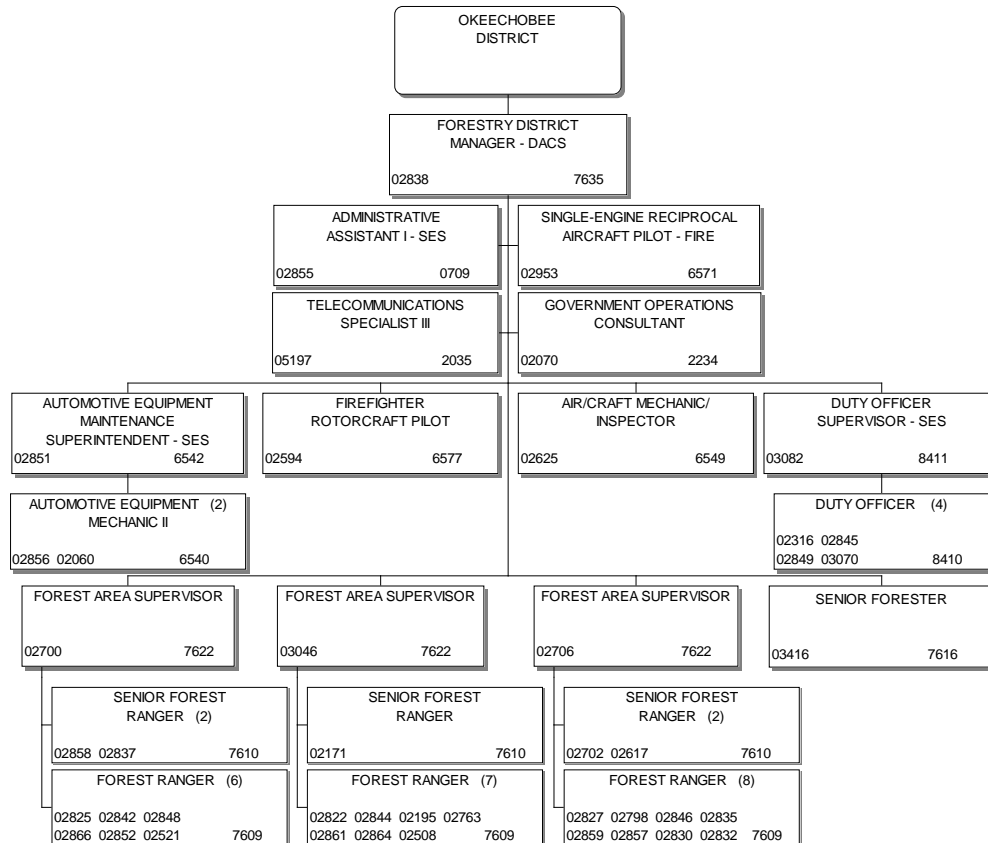 OKEECHOBEE
DISTRICT
FORESTRY DISTRICT
MANAGER - DACS
02838 7635
ADMINISTRATIVE
ASSISTANT I - SES
02855 0709
SINGLE-ENGINE RECIPROCAL
AIRCRAFT PILOT - FIRE
02953 6571
TELECOMMUNICATIONS
SPECIALIST III
05197 2035
GOVERNMENT OPERATIONS
CONSULTANT
02070 2234
AUTOMOTIVE EQUIPMENT
MAINTENANCE
SUPERINTENDENT - SES
02851 6542
FIREFIGHTER
ROTORCRAFT PILOT
02594 6577
AIR/CRAFT MECHANIC/
INSPECTOR
02625 6549
DUTY OFFICER
SUPERVISOR - SES
03082 8411
AUTOMOTIVE EQUIPMENT (2)
MECHANIC II
02856 02060 6540
DUTY OFFICER (4)
02316 02845
02849 03070 8410
FOREST AREA SUPERVISOR
02700 7622
FOREST AREA SUPERVISOR
03046 7622
FOREST AREA SUPERVISOR
02706 7622
SENIOR FORESTER
03416 7616
SENIOR FOREST
RANGER (2)
02858 02837 7610
SENIOR FOREST
RANGER
02171 7610
SENIOR FOREST
RANGER (2)
02702 02617 7610
FOREST RANGER (6)
02825 02842 02848
02866 02852 02521 7609
FOREST RANGER (7)
02822 02844 02195 02763
02861 02864 02508 7609
FOREST RANGER (8)
02827 02798 02846 02835
02859 02857 02830 02832 7609